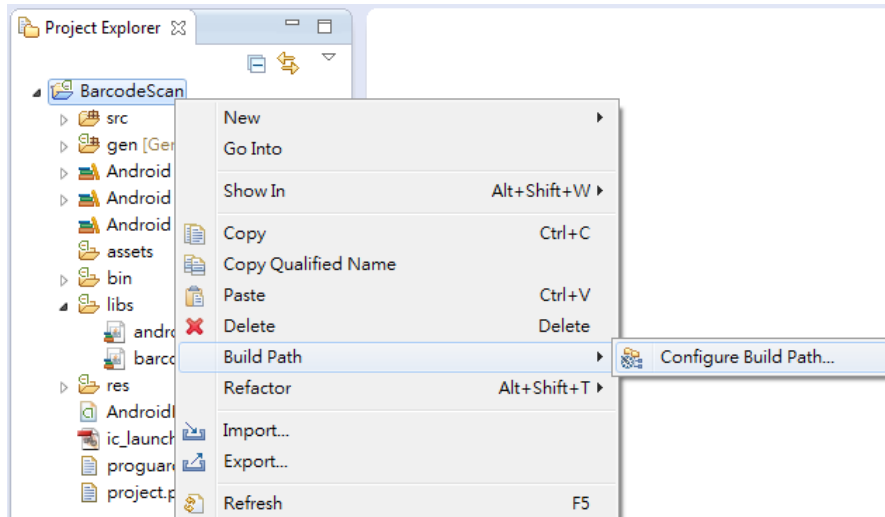 Project Explorer
BarcodeScan
src
gen [Ger
Android
Android
Android
assets
bin
libs
andro
barco
res
AndroidM
ic_launch
proguar
project.p
New
Go Into
Show In Alt+Shift+W
Copy Ctrl+C
Copy Qualified Name
Paste Ctrl+V
Delete Delete
Build Path
Refactor Alt+Shift+T
Import...
Export...
Refresh F5
Configure Build Path...